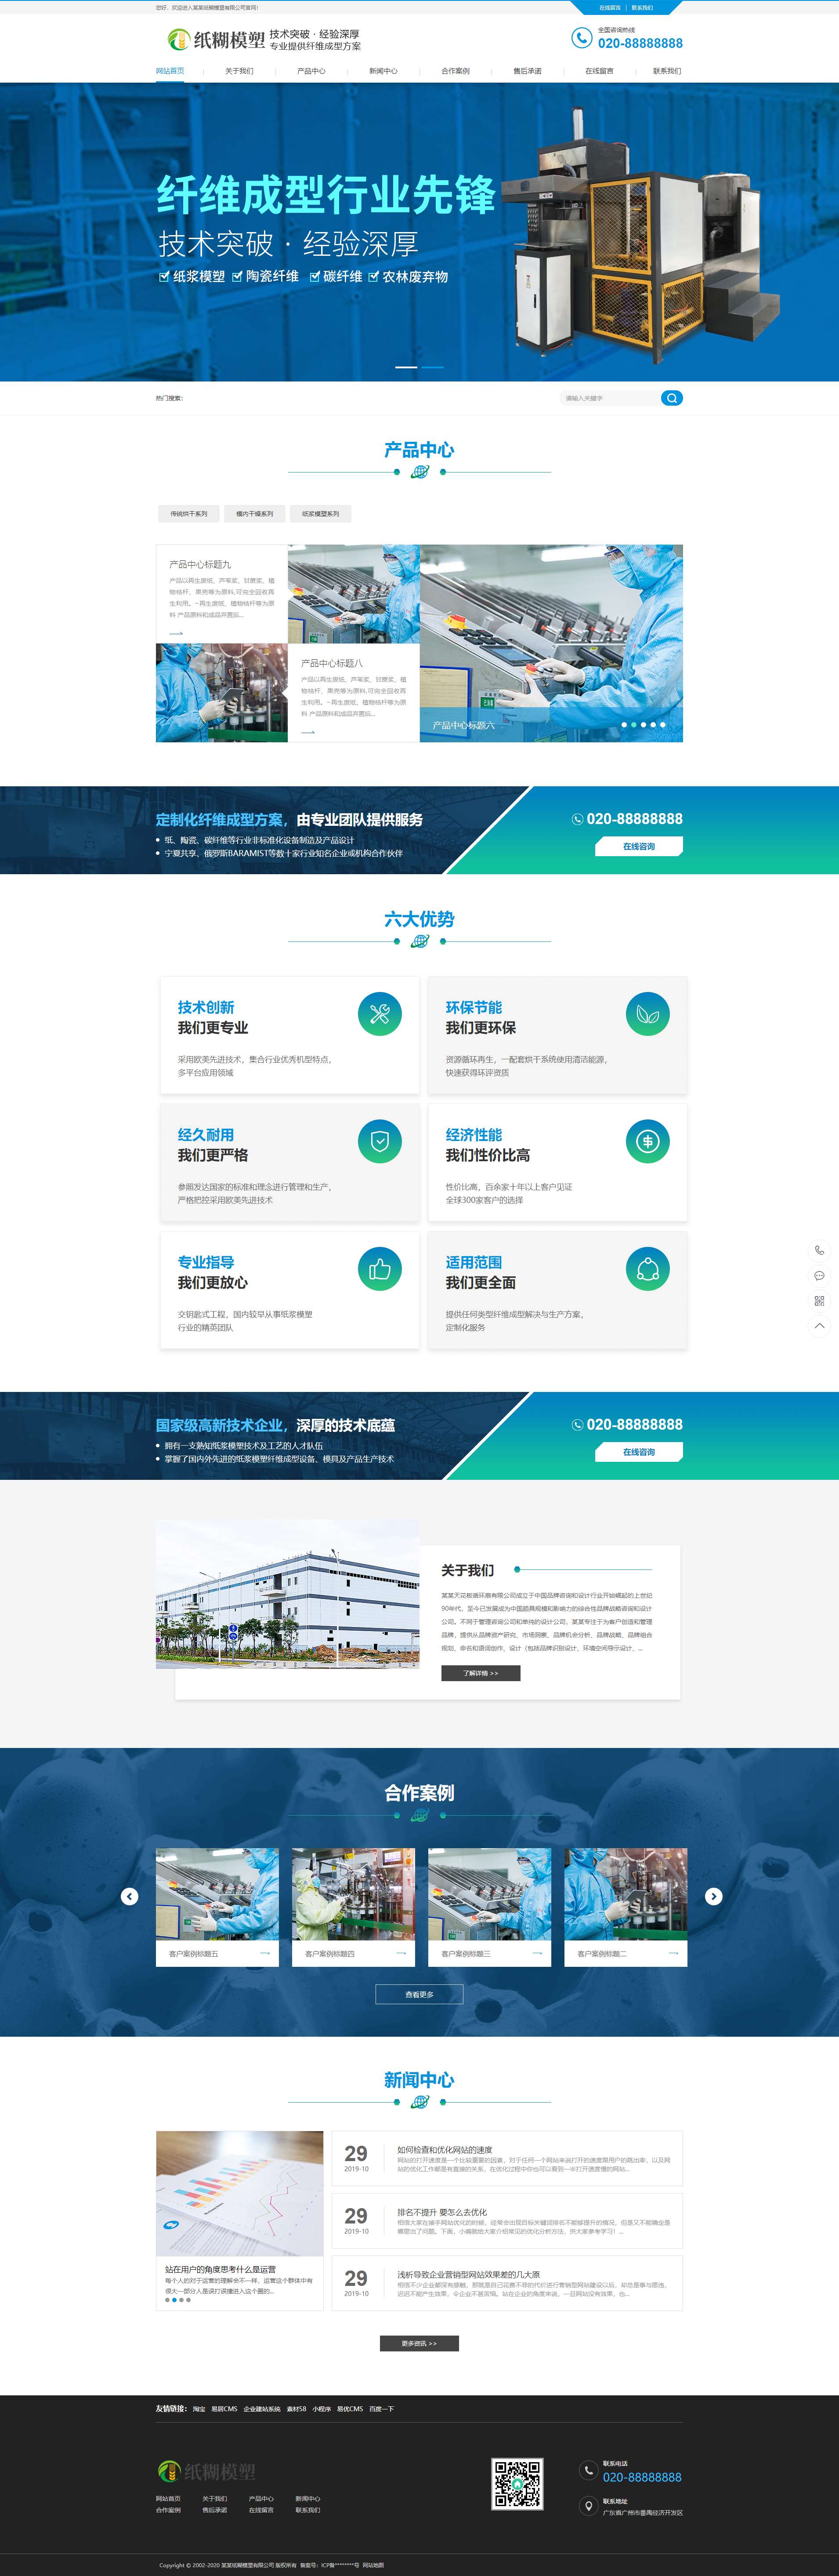 您好，欢迎进入某某纸糊模塑有限公司官网！
在线留言 | 联系我们
纸糊模塑
技术突破·经验深厚
专业提供纤维成型方案
全国咨询热线
020-88888888
网站首页 关于我们 产品中心 新闻中心 合作案例 售后承诺 在线留言 联系我们
纤维成型行业先锋
技术突破·经验深厚
纸浆模塑 陶瓷纤维 碳纤维 农林废弃物
热门搜索：
请输入关键字
产品中心
传统烘干系列 模内干燥系列 纸浆模塑系列
产品中心标题九
产品以再生废纸，芦苇浆，甘蔗浆，植
物秸杆，果壳等为原料,可完全回收再
生利用。~再生废纸，植物秸杆等为原
料 产品原料和成品弃置后...
产品中心标题八
产品以再生废纸，芦苇浆，甘蔗浆，植
物秸杆，果壳等为原料,可完全回收再
生利用。~再生废纸，植物秸杆等为原
料 产品原料和成品弃置后...
产品中心标题六
定制化纤维成型方案，由专业团队提供服务
纸、陶瓷、碳纤维等行业非标准化设备制造及产品设计
宁夏共享、俄罗斯BARAMIST等数十家行业知名企业或机构合作伙伴
020-88888888
在线咨询
六大优势
技术创新
我们更专业
采用欧美先进技术，集合行业优秀机型特点，
多平台应用领域
环保节能
我们更环保
资源循环再生，一配套烘干系统使用清洁能源，
快速获得环评资质
经久耐用
我们更严格
参照发达国家的标准和理念进行管理和生产，
严格把控采用欧美先进技术
经济性能
我们性价比高
性价比高，百余家十年以上客户见证
全球300家客户的选择
专业指导
我们更放心
交钥匙式工程，国内较早从事纸浆模塑
行业的精英团队
适用范围
我们更全面
提供任何类型纤维成型解决与生产方案，
定制化服务
国家级高新技术企业，深厚的技术底蕴
拥有一支熟知纸浆模塑技术及工艺的人才队伍
掌握了国内外先进的纸浆模塑纤维成型设备、模具及产品生产技术
020-88888888
在线咨询
关于我们
某某天花板循环扇有限公司成立于中国品牌咨询和设计行业开始崛起的上世纪
90年代，至今已发展成为中国超具规模和影响力的综合性品牌战略咨询和设计
公司。不同于管理咨询公司和单纯的设计公司，某某专注于为客户创造和管理
品牌，提供从品牌资产研究、市场洞察、品牌机会分析、品牌战略、品牌组合
规划、命名和语词创作、设计（包括品牌识别设计、环境空间导示设计、...
了解详情 >>
合作案例
客户案例标题五
客户案例标题四
客户案例标题三
客户案例标题二
查看更多
新闻中心
站在用户的角度思考什么是运营
每个人的对于运营的理解会不一样，运营这个群体中有
很大一部分人是误打误撞进入这个圈的...
29
2019-10
如何检查和优化网站的速度
网站的打开速度是一个比较重要的因素，对于任何一个网站来说打开的速度跟用户的跳出率，以及网
站的优化工作都是有直接的关系，在优化过程中你也可以看到一半打开速度慢的网站...
29
2019-10
排名不提升 要怎么去优化
相信大家在接手网站优化的时候，经常会出现目标关键词排名不能够提升的情况，但是又不能确定是
哪里出了问题。下面，小编就给大家介绍常见的优化分析方法，供大家参考学习！...
29
2019-10
浅析导致企业营销型网站效果差的几大原
相信不少企业都深有感触，那就是自己花费不菲的代价进行营销型网站建设以后，却总是事与愿违，
迟迟不能产生效果，令企业不甚苦恼。站在企业的角度来说，一旦网站没有效果，也...
更多资讯 >>
友情链接： 淘宝 易居CMS 企业建站系统 素材58 小程序 易优CMS 百度一下
纸糊模塑
网站首页 关于我们 产品中心 新闻中心
合作案例 售后承诺 在线留言 联系我们
联系电话
020-88888888
联系地址
广东省广州市番禺经济开发区
Copyright © 2002-2020 某某纸糊模塑有限公司 版权所有 备案号：ICP备********号 网站地图